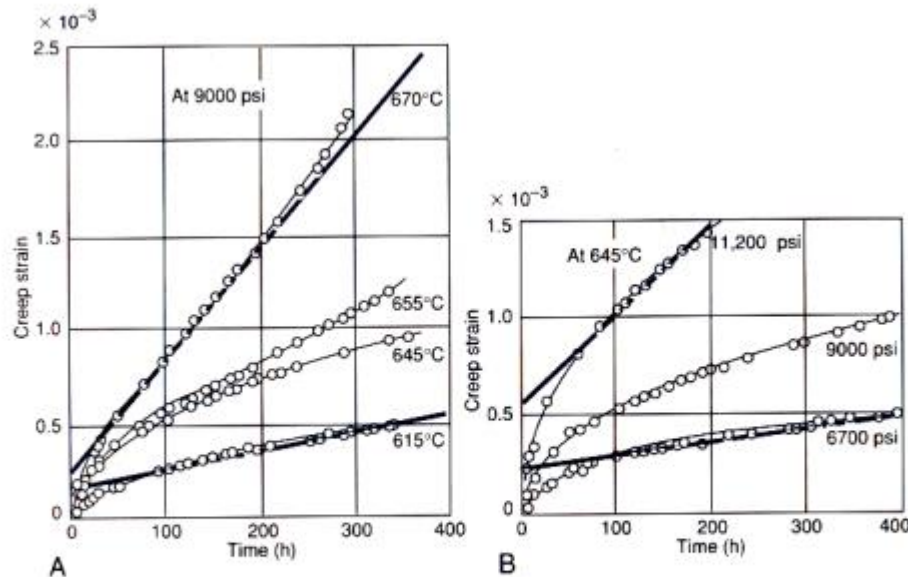 × 10⁻³
2.5
At 9000 psi
670°C
2.0
1.5
655°C
1.0
645°C
0.5
615°C
0
0 100 200 300 400
Creep strain
Time (h)
A
× 10⁻³
1.5
At 645°C
11,200 psi
1.0
9000 psi
0.5
6700 psi
0
0 100 200 300 400
Creep strain
Time (h)
B